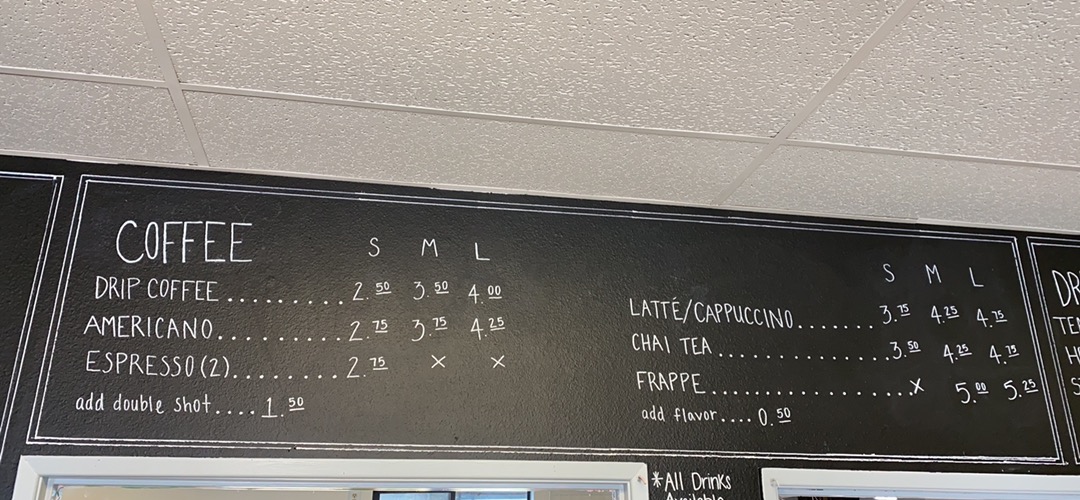 COFFEE S M L
DRIP COFFEE ......... 2.50 3.50 4.00
AMERICANO.......... 2.75 3.75 4.25
ESPRESSO (2)......... 2.75 X X
add double shot.... 1.50
S M L
LATTÉ/CAPPUCCINO....... 3.75 4.25 4.75
CHAI TEA............... 3.50 4.25 4.75
FRAPPE.................. X 5.00 5.25
add flavor.... 0.50
*All Drinks
Available